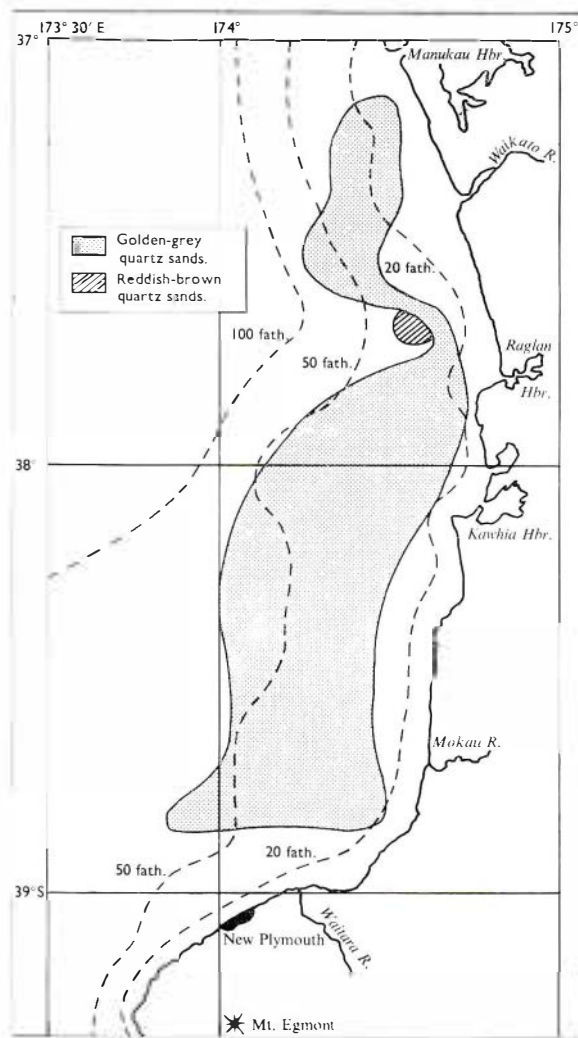 173° 30' E
174°
175°
37°
Manukau Hbr.
Waikato R.
Golden-grey
quartz sands.
Reddish-brown
quartz sands.
20 fath.
100 fath.
50 fath.
Raglan
Hbr.
38°
Kawhia Hbr.
Mokau R.
50 fath.
20 fath.
39°S
New Plymouth
Waitara R.
Mt. Egmont